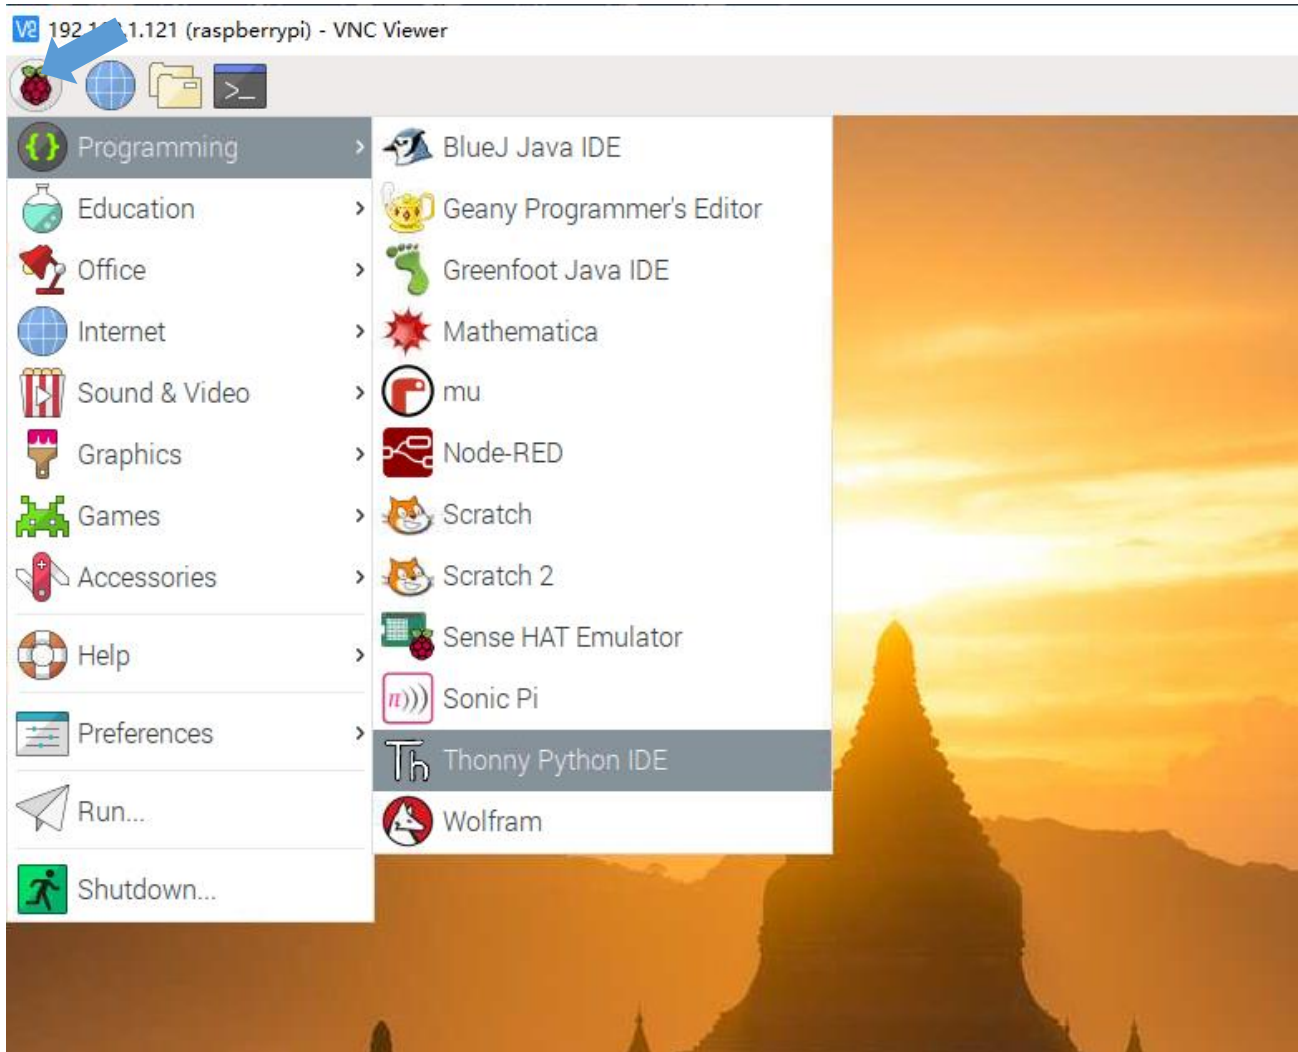 192.1 .1.121 (raspberrypi) - VNC Viewer
Programming
Education
Office
Internet
Sound & Video
Graphics
Games
Accessories
Help
Preferences
Run...
Shutdown...
BlueJ Java IDE
Geany Programmer's Editor
Greenfoot Java IDE
Mathematica
mu
Node-RED
Scratch
Scratch 2
Sense HAT Emulator
Sonic Pi
Thonny Python IDE
Wolfram